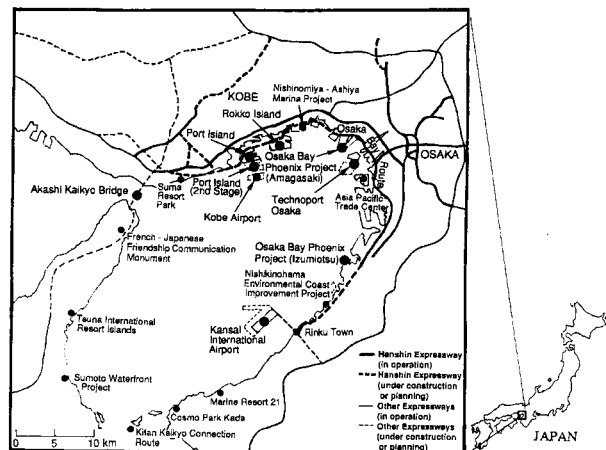 Nishinomiya - Ashiya
Marina Project
KOBE
Rokko Island
Port Island
Osaka
Bay
Route
OSAKA
Osaka Bay
Phoenix Project
(Amagasaki)
Akashi Kaikyo Bridge
Suma
Resort
Park
Port Island
(2nd Stage)
Kobe Airport
Technoport
Osaka
Asia Pacific
Trade Center
French - Japanese
Friendship Communication
Monument
Osaka Bay Phoenix
Project (Izumiotsu)
Nishikinohama
Environmental Coast
Improvement Project
Tsuna International
Resort Islands
Kansai
International
Airport
Rinku Town
Sumoto Waterfront
Project
Marine Resort 21
Cosmo Park Kada
Kitan Kaikyo Connection
Route
0 5 10 km
Hanshin Expressway
(in operation)
Hanshin Expressway
(under construction
or planning)
Other Expressways
(in operation)
Other Expressways
(under construction
or planning)
JAPAN